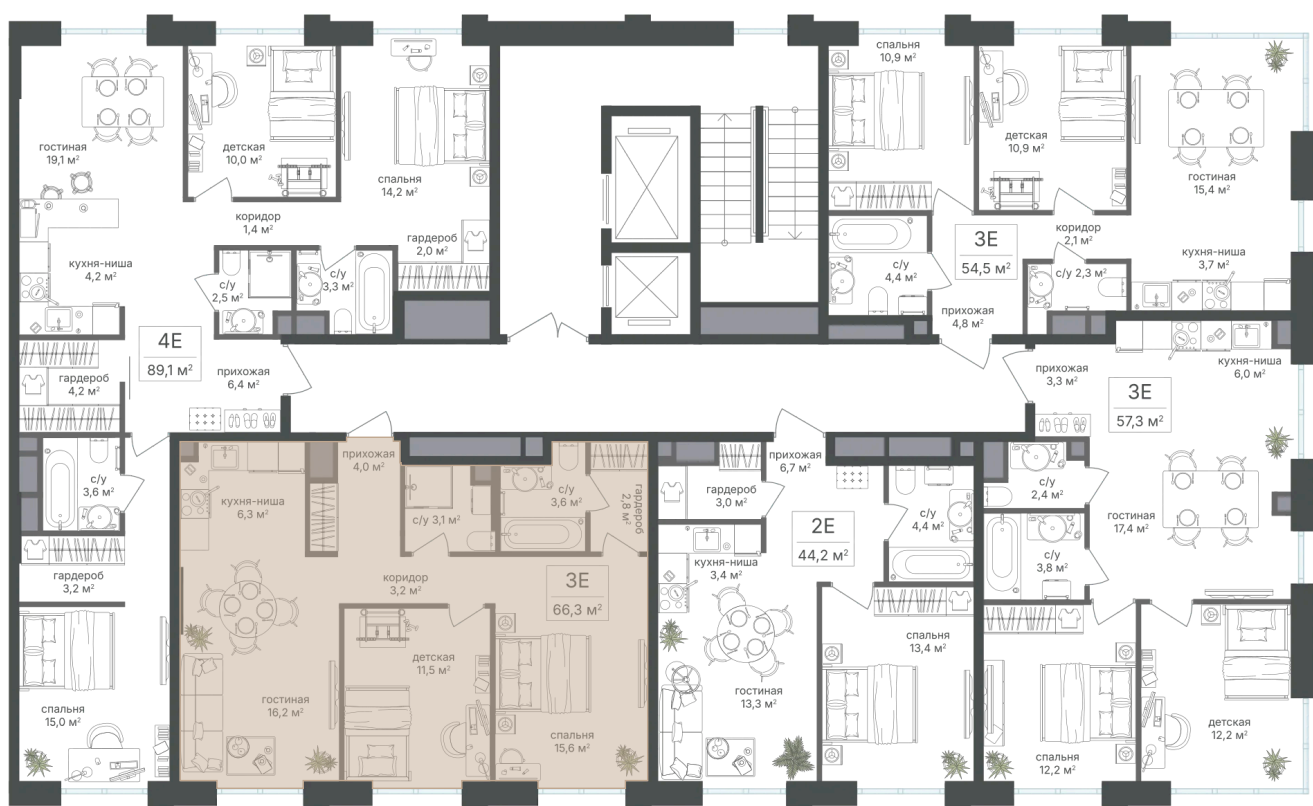 гостиная
19,1 м²
кухня-ниша
4,2 м²
детская
10,0 м²
спальня
14,2 м²
коридор
1,4 м²
гардероб
2,0 м²
с/у
2,5 м²
с/у
3,3 м²
4Е
89,1 м²
гардероб
4,2 м²
прихожая
6,4 м²
с/у
3,6 м²
гардероб
3,2 м²
спальня
15,0 м²
прихожая
4,0 м²
кухня-ниша
6,3 м²
с/у 3,1 м²
с/у
3,6 м²
гардероб
2,8 м²
коридор
3,2 м²
3Е
66,3 м²
детская
11,5 м²
гостиная
16,2 м²
спальня
15,6 м²
прихожая
6,7 м²
гардероб
3,0 м²
2Е
44,2 м²
с/у
4,4 м²
кухня-ниша
3,4 м²
гостиная
13,3 м²
спальня
13,4 м²
спальня
10,9 м²
детская
10,9 м²
гостиная
15,4 м²
коридор
2,1 м²
3Е
54,5 м²
с/у
4,4 м²
с/у 2,3 м²
кухня-ниша
3,7 м²
прихожая
4,8 м²
прихожая
3,3 м²
3Е
57,3 м²
кухня-ниша
6,0 м²
с/у
2,4 м²
гостиная
17,4 м²
с/у
3,8 м²
спальня
12,2 м²
детская
12,2 м²